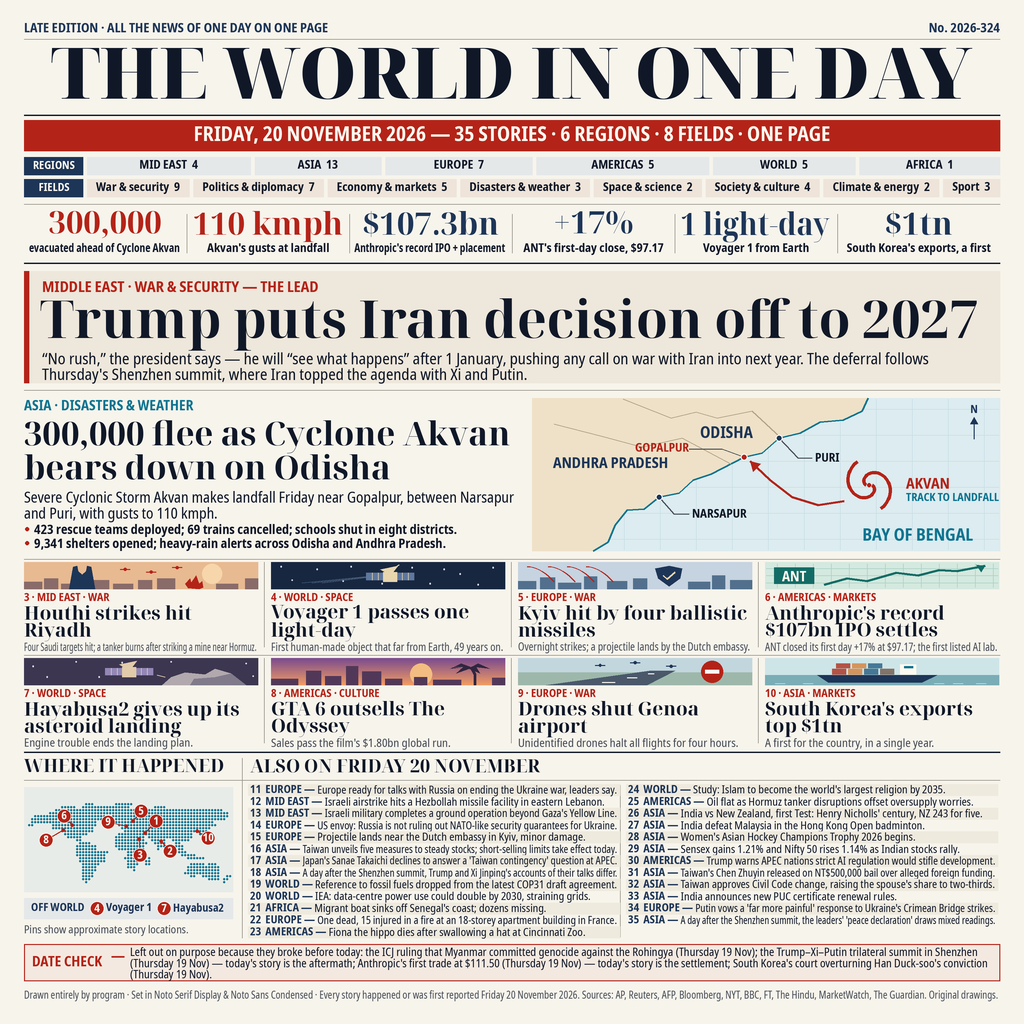 LATE EDITION · ALL THE NEWS OF ONE DAY ON ONE PAGE
No. 2026-324
THE WORLD IN ONE DAY
FRIDAY, 20 NOVEMBER 2026 — 35 STORIES · 6 REGIONS · 8 FIELDS · ONE PAGE
REGIONS MID EAST 4 ASIA 13 EUROPE 7 AMERICAS 5 WORLD 5 AFRICA 1
FIELDS War & security 9 Politics & diplomacy 7 Economy & markets 5 Disasters & weather 3 Space & science 2 Society & culture 4 Climate & energy 2 Sport 3
300,000
evacuated ahead of Cyclone Akvan
110 kmph
Akvan's gusts at landfall
$107.3bn
Anthropic's record IPO + placement
+17%
ANT's first-day close, $97.17
1 light-day
Voyager 1 from Earth
$1tn
South Korea's exports, a first
MIDDLE EAST · WAR & SECURITY — THE LEAD
Trump puts Iran decision off to 2027
“No rush,” the president says — he will “see what happens” after 1 January, pushing any call on war with Iran into next year. The deferral follows
Thursday's Shenzhen summit, where Iran topped the agenda with Xi and Putin.
ASIA · DISASTERS & WEATHER
300,000 flee as Cyclone Akvan
bears down on Odisha
Severe Cyclonic Storm Akvan makes landfall Friday near Gopalpur, between Narsapur
and Puri, with gusts to 110 kmph.
• 423 rescue teams deployed; 69 trains cancelled; schools shut in eight districts.
• 9,341 shelters opened; heavy-rain alerts across Odisha and Andhra Pradesh.
N
ODISHA
GOPALPUR
PURI
ANDHRA PRADESH
AKVAN
TRACK TO LANDFALL
NARSAPUR
BAY OF BENGAL
3 · MID EAST · WAR
Houthi strikes hit
Riyadh
Four Saudi targets hit; a tanker burns after striking a mine near Hormuz.
4 · WORLD · SPACE
Voyager 1 passes one
light-day
First human-made object that far from Earth, 49 years on.
5 · EUROPE · WAR
Kyiv hit by four ballistic
missiles
Overnight strikes; a projectile lands by the Dutch embassy.
ANT
6 · AMERICAS · MARKETS
Anthropic's record
$107bn IPO settles
ANT closed its first day +17% at $97.17; the first listed AI lab.
7 · WORLD · SPACE
Hayabusa2 gives up its
asteroid landing
Engine trouble ends the landing plan.
8 · AMERICAS · CULTURE
GTA 6 outsells The
Odyssey
Sales pass the film's $1.80bn global run.
9 · EUROPE · WAR
Drones shut Genoa
airport
Unidentified drones halt all flights for four hours.
10 · ASIA · MARKETS
South Korea's exports
top $1tn
A first for the country, in a single year.
WHERE IT HAPPENED
6
5
9
1
8
10
3
2
OFF WORLD 4 Voyager 1 7 Hayabusa2
Pins show approximate story locations.
ALSO ON FRIDAY 20 NOVEMBER
11 EUROPE — Europe ready for talks with Russia on ending the Ukraine war, leaders say.
12 MID EAST — Israeli airstrike hits a Hezbollah missile facility in eastern Lebanon.
13 MID EAST — Israeli military completes a ground operation beyond Gaza's Yellow Line.
14 EUROPE — US envoy: Russia is not ruling out NATO-like security guarantees for Ukraine.
15 EUROPE — Projectile lands near the Dutch embassy in Kyiv, minor damage.
16 ASIA — Taiwan unveils five measures to steady stocks; short-selling limits take effect today.
17 ASIA — Japan's Sanae Takaichi declines to answer a 'Taiwan contingency' question at APEC.
18 ASIA — A day after the Shenzhen summit, Trump and Xi Jinping's accounts of their talks differ.
19 WORLD — Reference to fossil fuels dropped from the latest COP31 draft agreement.
20 WORLD — IEA: data-centre power use could double by 2030, straining grids.
21 AFRICA — Migrant boat sinks off Senegal's coast; dozens missing.
22 EUROPE — One dead, 15 injured in a fire at an 18-storey apartment building in France.
23 AMERICAS — Fiona the hippo dies after swallowing a hat at Cincinnati Zoo.
24 WORLD — Study: Islam to become the world's largest religion by 2035.
25 AMERICAS — Oil flat as Hormuz tanker disruptions offset oversupply worries.
26 ASIA — India vs New Zealand, first Test: Henry Nicholls' century, NZ 243 for five.
27 ASIA — India defeat Malaysia in the Hong Kong Open badminton.
28 ASIA — Women's Asian Hockey Champions Trophy 2026 begins.
29 ASIA — Sensex gains 1.21% and Nifty 50 rises 1.14% as Indian stocks rally.
30 AMERICAS — Trump warns APEC nations strict AI regulation would stifle development.
31 ASIA — Taiwan's Chen Zhuyin released on NT$500,000 bail over alleged foreign funding.
32 ASIA — Taiwan approves Civil Code change, raising the spouse's share to two-thirds.
33 ASIA — India announces new PUC certificate renewal rules.
34 EUROPE — Putin vows a 'far more painful' response to Ukraine's Crimean Bridge strikes.
35 ASIA — A day after the Shenzhen summit, the leaders' 'peace declaration' draws mixed readings.
DATE CHECK — Left out on purpose because they broke before today: the ICJ ruling that Myanmar committed genocide against the Rohingya (Thursday 19 Nov); the Trump–Xi–Putin trilateral summit in Shenzhen
(Thursday 19 Nov) — today's story is the aftermath; Anthropic's first trade at $111.50 (Thursday 19 Nov) — today's story is the settlement; South Korea's court overturning Han Duck-soo's conviction
(Thursday 19 Nov).
Drawn entirely by program · Set in Noto Serif Display & Noto Sans Condensed · Every story happened or was first reported Friday 20 November 2026. Sources: AP, Reuters, AFP, Bloomberg, NYT, BBC, FT, The Hindu, MarketWatch, The Guardian. Original drawings.